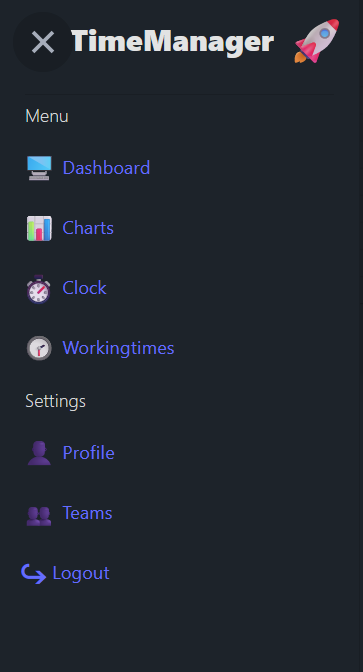 TimeManager
Menu
Dashboard
Charts
Clock
Workingtimes
Settings
Profile
Teams
Logout